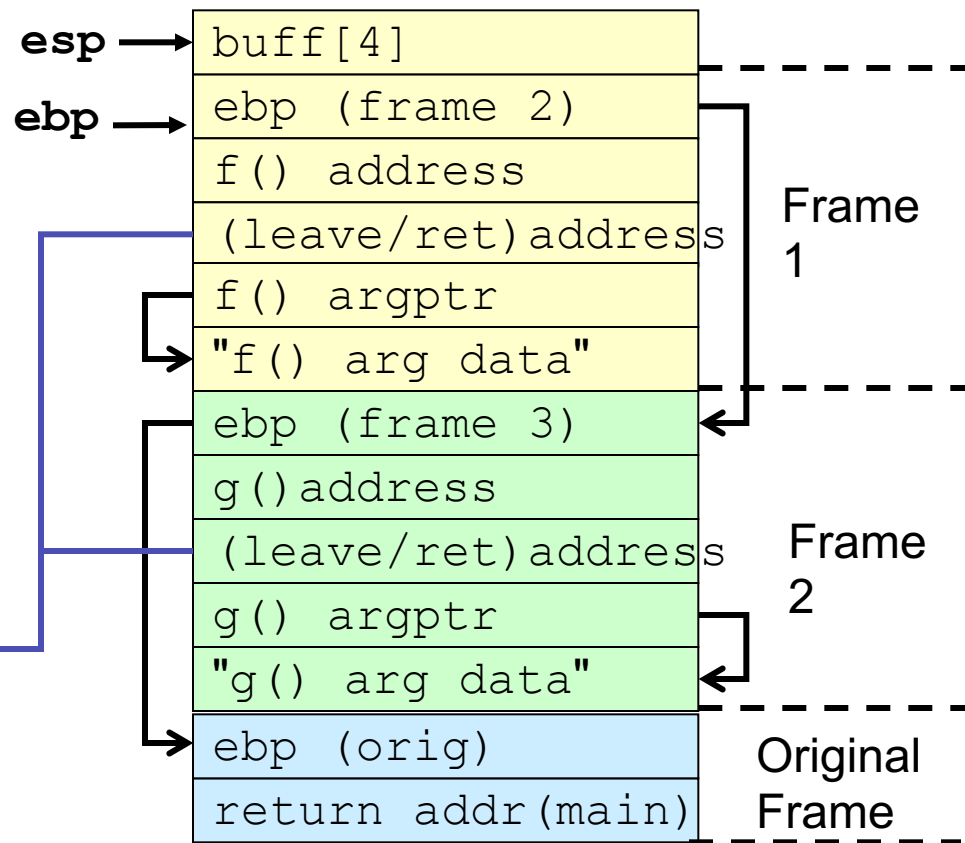 esp
buff[4]
ebp
ebp (frame 2)
f() address
(leave/ret)address
f() argptr
"f() arg data"
Frame
1
ebp (frame 3)
g()address
(leave/ret)address
g() argptr
"g() arg data"
Frame
2
ebp (orig)
return addr(main)
Original
Frame